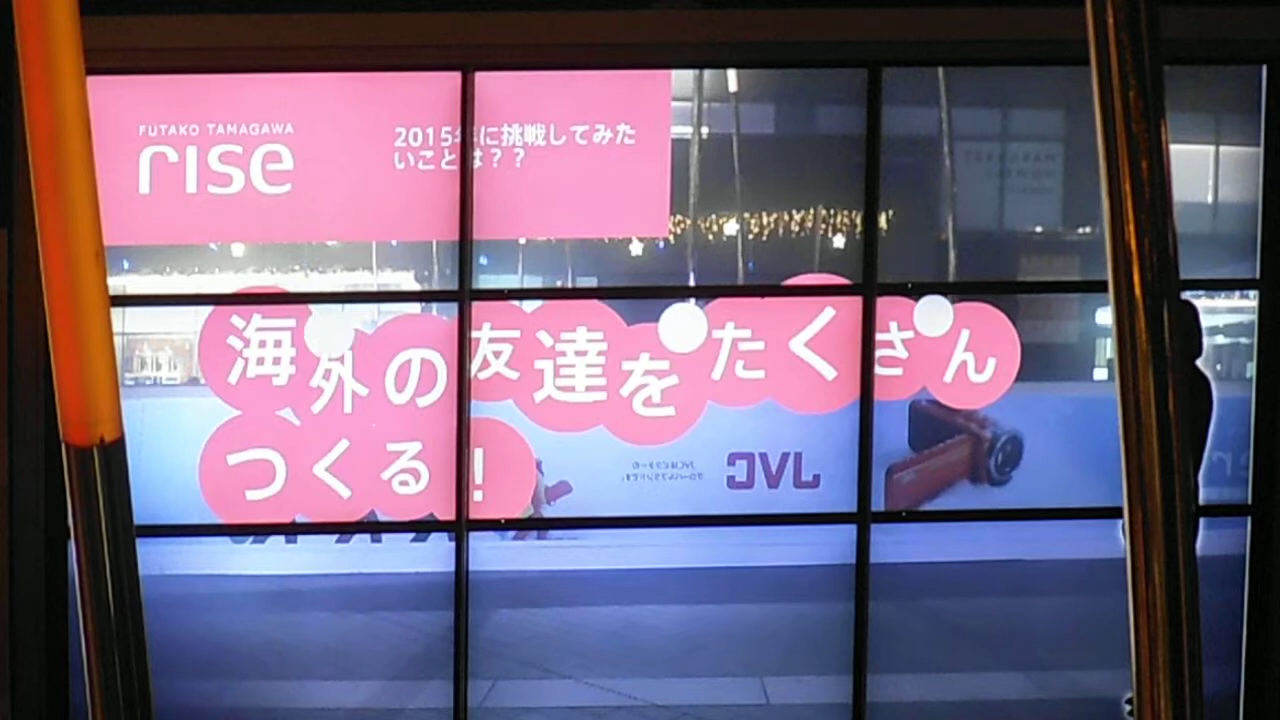 FUTAKO TAMAGAWA
rise
2015年に挑戦してみた
いことは？？
海外の友達をたくさん
つくる！
JVC